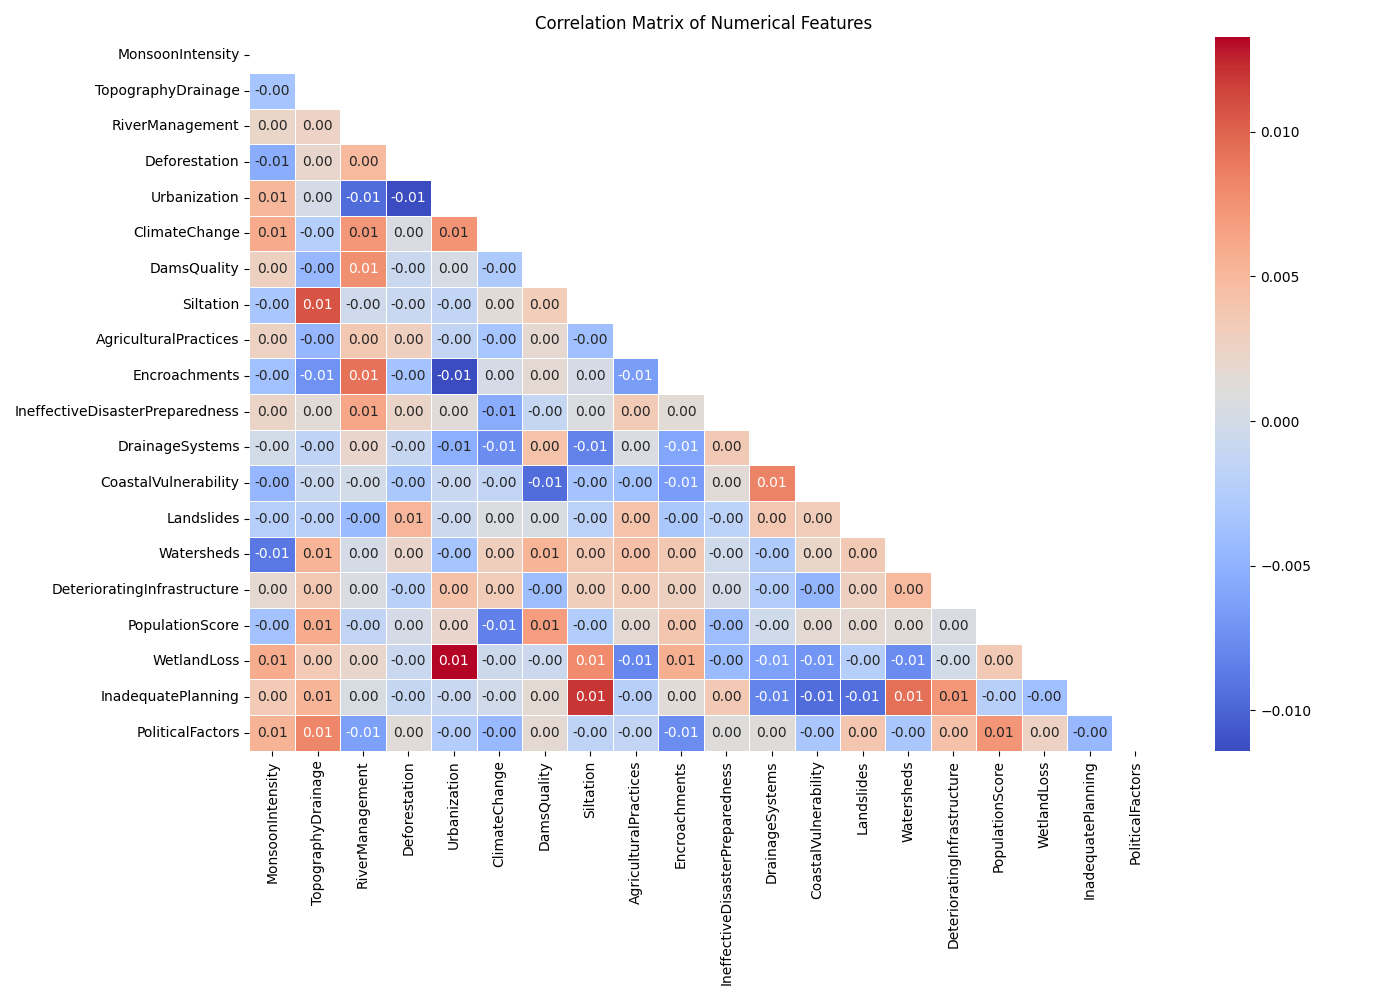 Correlation Matrix of Numerical Features
MonsoonIntensity
TopographyDrainage -0.00
RiverManagement 0.00 0.00
Deforestation -0.01 0.00 0.00
Urbanization 0.01 0.00 -0.01 -0.01
ClimateChange 0.01 -0.00 0.01 0.00 0.01
DamsQuality 0.00 -0.00 0.01 -0.00 0.00 -0.00
Siltation -0.00 0.01 -0.00 -0.00 -0.00 0.00 0.00
AgriculturalPractices 0.00 -0.00 0.00 0.00 -0.00 -0.00 0.00 -0.00
Encroachments -0.00 -0.01 0.01 -0.00 -0.01 0.00 0.00 0.00 -0.01
IneffectiveDisasterPreparedness 0.00 0.00 0.01 0.00 0.00 -0.01 -0.00 0.00 0.00 0.00
DrainageSystems -0.00 -0.00 0.00 -0.00 -0.01 -0.01 0.00 -0.01 0.00 -0.01 0.00
CoastalVulnerability -0.00 -0.00 -0.00 -0.00 -0.00 -0.00 -0.01 -0.00 -0.00 -0.01 0.00 0.01
Landslides -0.00 -0.00 -0.00 0.01 -0.00 0.00 0.00 -0.00 0.00 -0.00 -0.00 0.00 0.00
Watersheds -0.01 0.01 0.00 0.00 -0.00 0.00 0.01 0.00 0.00 0.00 -0.00 -0.00 0.00 0.00
DeterioratingInfrastructure 0.00 0.00 0.00 -0.00 0.00 0.00 -0.00 0.00 0.00 0.00 0.00 -0.00 -0.00 0.00 0.00
PopulationScore -0.00 0.01 -0.00 0.00 0.00 -0.01 0.01 -0.00 0.00 0.00 -0.00 -0.00 0.00 0.00 0.00 0.00
WetlandLoss 0.01 0.00 0.00 -0.00 0.01 -0.00 -0.00 0.01 -0.01 0.01 -0.00 -0.01 -0.01 -0.00 -0.01 -0.00 0.00
InadequatePlanning 0.00 0.01 0.00 -0.00 -0.00 -0.00 0.00 0.01 -0.00 0.00 0.00 -0.01 -0.01 -0.01 0.01 0.01 -0.00 -0.00
PoliticalFactors 0.01 0.01 -0.01 0.00 -0.00 -0.00 0.00 -0.00 -0.00 -0.01 0.00 0.00 -0.00 0.00 -0.00 0.00 0.01 0.00 -0.00
MonsoonIntensity
TopographyDrainage
RiverManagement
Deforestation
Urbanization
ClimateChange
DamsQuality
Siltation
AgriculturalPractices
Encroachments
IneffectiveDisasterPreparedness
DrainageSystems
CoastalVulnerability
Landslides
Watersheds
DeterioratingInfrastructure
PopulationScore
WetlandLoss
InadequatePlanning
PoliticalFactors
0.010
0.005
0.000
−0.005
−0.010